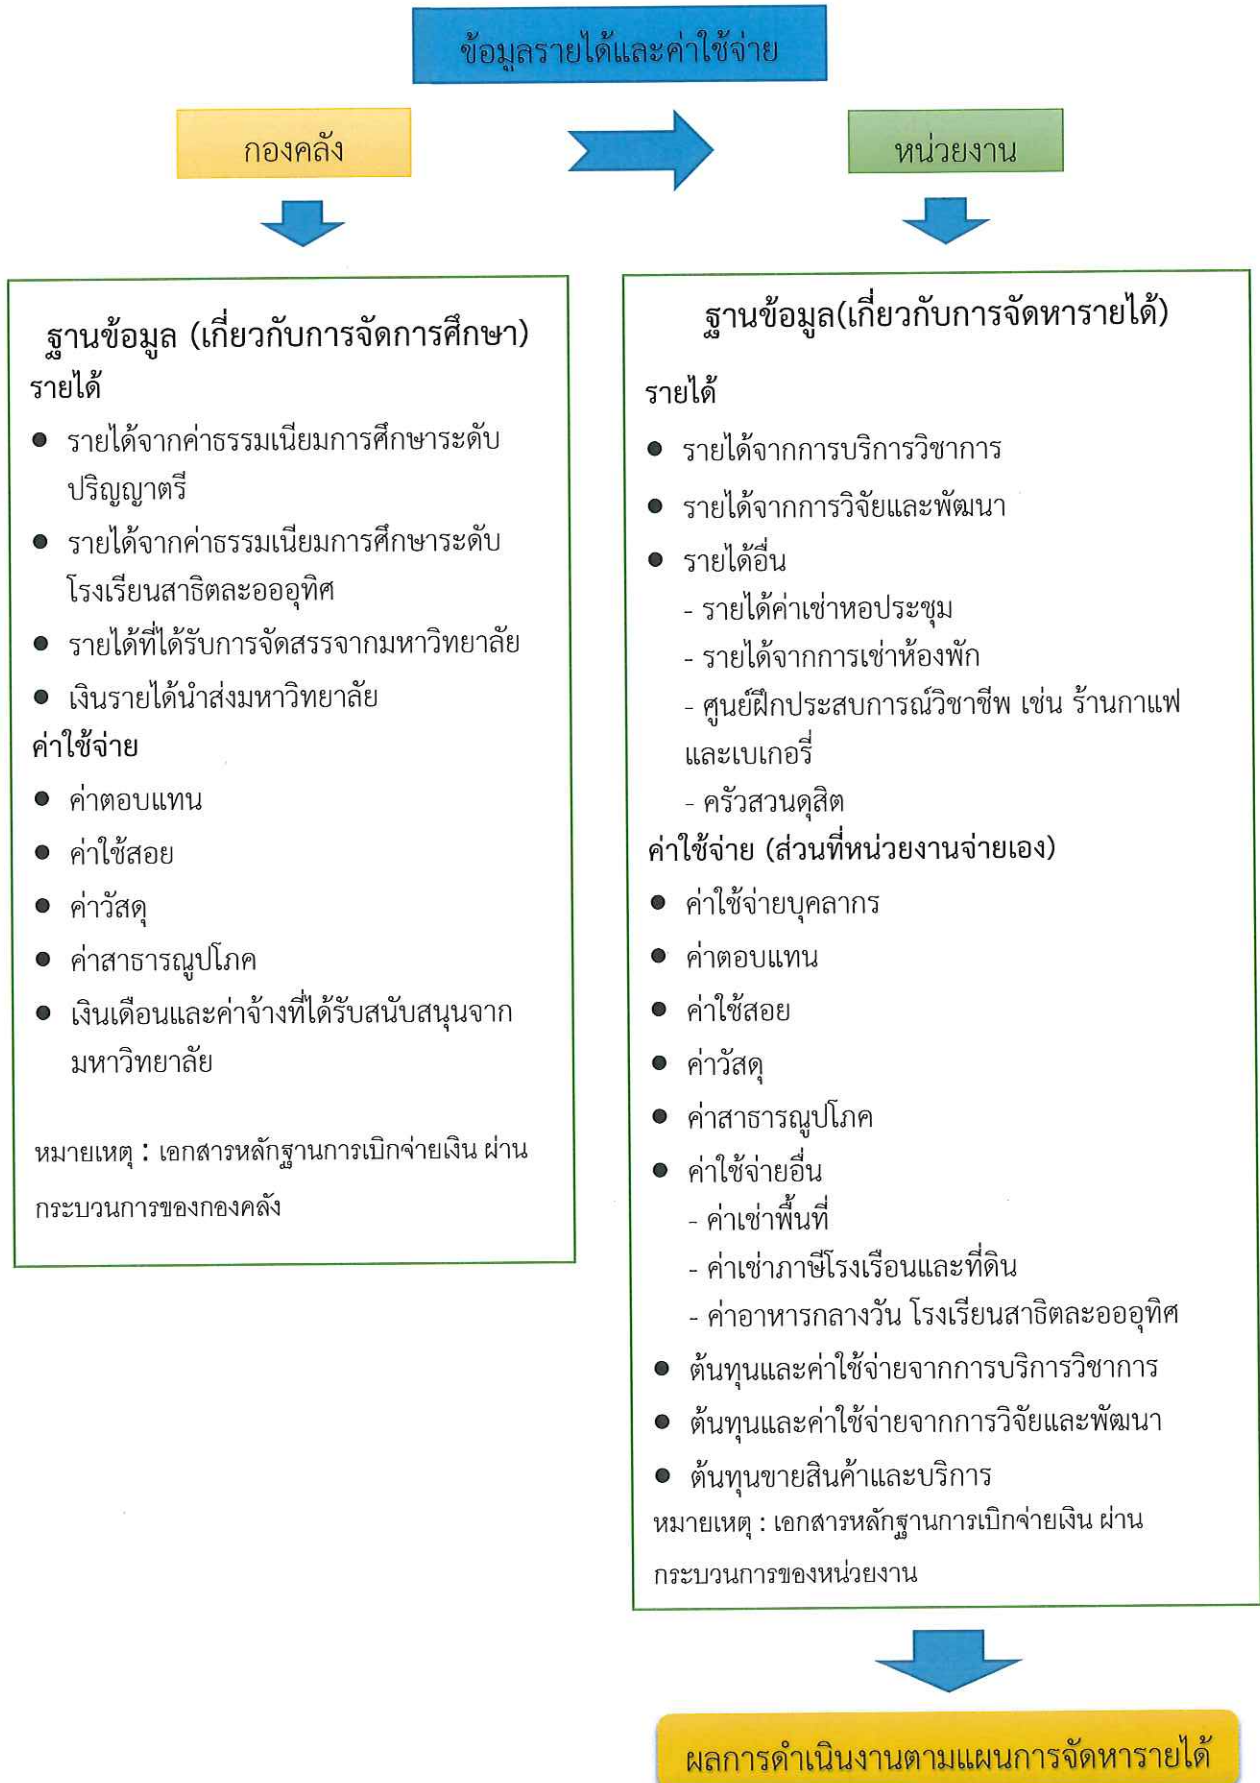 ข้อมูลรายได้และค่าใช้จ่าย
กองคลัง
หน่วยงาน
ฐานข้อมูล (เกี่ยวกับการจัดการศึกษา)
รายได้
● รายได้จากค่าธรรมเนียมการศึกษาระดับ
ปริญญาตรี
● รายได้จากค่าธรรมเนียมการศึกษาระดับ
โรงเรียนสาธิตละอออุทิศ
● รายได้ที่ได้รับการจัดสรรจากมหาวิทยาลัย
● เงินรายได้นำส่งมหาวิทยาลัย
ค่าใช้จ่าย
● ค่าตอบแทน
● ค่าใช้สอย
● ค่าวัสดุ
● ค่าสาธารณูปโภค
● เงินเดือนและค่าจ้างที่ได้รับสนับสนุนจาก
มหาวิทยาลัย
หมายเหตุ : เอกสารหลักฐานการเบิกจ่ายเงิน ผ่าน
กระบวนการของกองคลัง
ฐานข้อมูล(เกี่ยวกับการจัดหารายได้)
รายได้
● รายได้จากการบริการวิชาการ
● รายได้จากการวิจัยและพัฒนา
● รายได้อื่น
- รายได้ค่าเช่าหอประชุม
- รายได้จากการเช่าห้องพัก
- ศูนย์ฝึกประสบการณ์วิชาชีพ เช่น ร้านกาแฟ
และเบเกอรี่
- ครัวสวนดุสิต
ค่าใช้จ่าย (ส่วนที่หน่วยงานจ่ายเอง)
● ค่าใช้จ่ายบุคลากร
● ค่าตอบแทน
● ค่าใช้สอย
● ค่าวัสดุ
● ค่าสาธารณูปโภค
● ค่าใช้จ่ายอื่น
- ค่าเช่าพื้นที่
- ค่าเช่าภาษีโรงเรือนและที่ดิน
- ค่าอาหารกลางวัน โรงเรียนสาธิตละอออุทิศ
● ต้นทุนและค่าใช้จ่ายจากการบริการวิชาการ
● ต้นทุนและค่าใช้จ่ายจากการวิจัยและพัฒนา
● ต้นทุนขายสินค้าและบริการ
หมายเหตุ : เอกสารหลักฐานการเบิกจ่ายเงิน ผ่าน
กระบวนการของหน่วยงาน
ผลการดำเนินงานตามแผนการจัดหารายได้